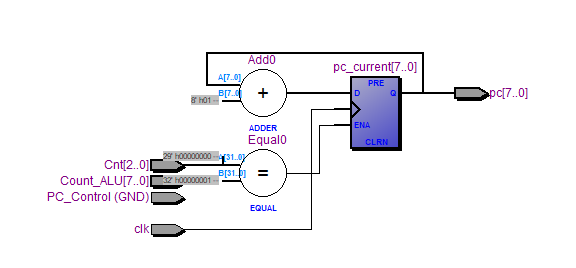 Add0
A[7..0]
B[7..0]
8' h01 --
+
ADDER
pc_current[7..0]
PRE
D
Q
ENA
CLRN
pc[7..0]
Equal0
29' h00000000 --
A[31..0]
B[31..0]
32' h00000001 --
=
EQUAL
Cnt[2..0]
Count_ALU[7..0]
PC_Control (GND)
clk